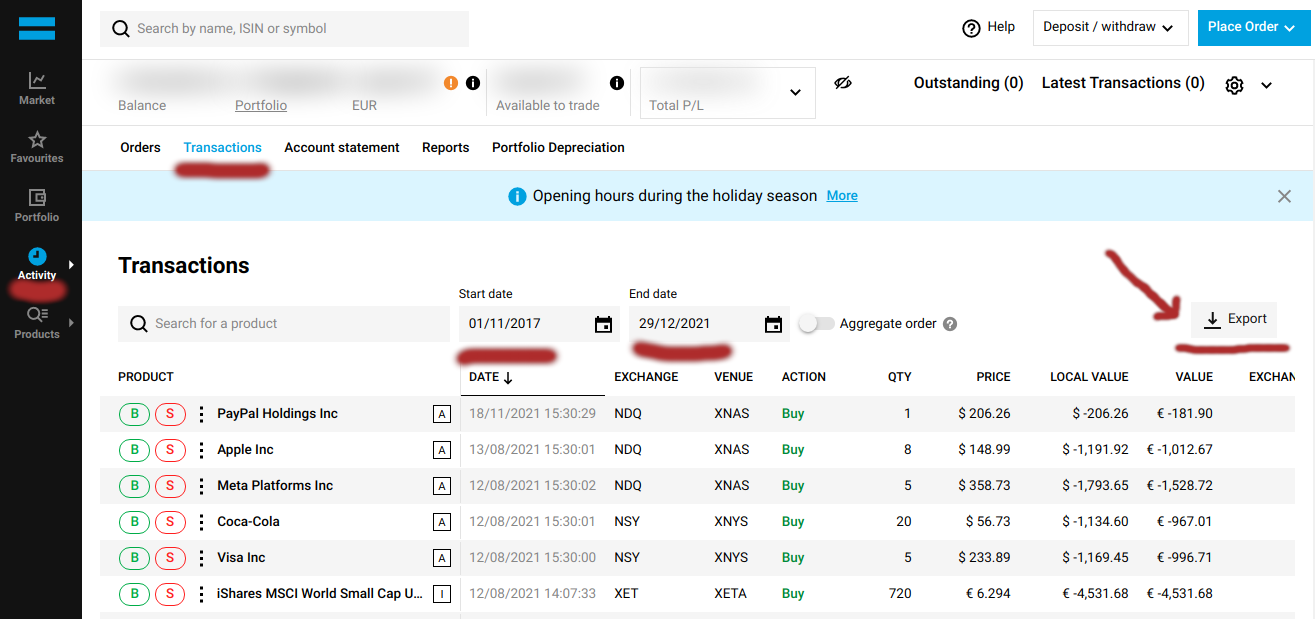 Search by name, ISIN or symbol
Help
Deposit / withdraw
Place Order
Market
Favourites
Portfolio
Activity
Products
Balance Portfolio EUR
Available to trade
Total P/L
Outstanding (0) Latest Transactions (0)
Orders Transactions Account statement Reports Portfolio Depreciation
Opening hours during the holiday season More
Transactions
Start date End date
Search for a product 01/11/2017 29/12/2021 Aggregate order Export
PRODUCT DATE EXCHANGE VENUE ACTION QTY PRICE LOCAL VALUE VALUE EXCHAN
B S PayPal Holdings Inc A 18/11/2021 15:30:29 NDQ XNAS Buy 1 $ 206.26 $ -206.26 € -181.90
B S Apple Inc A 13/08/2021 15:30:01 NDQ XNAS Buy 8 $ 148.99 $ -1,191.92 € -1,012.67
B S Meta Platforms Inc A 12/08/2021 15:30:02 NDQ XNAS Buy 5 $ 358.73 $ -1,793.65 € -1,528.72
B S Coca-Cola A 12/08/2021 15:30:01 NSY XNYS Buy 20 $ 56.73 $ -1,134.60 € -967.01
B S Visa Inc A 12/08/2021 15:30:00 NSY XNYS Buy 5 $ 233.89 $ -1,169.45 € -996.71
B S iShares MSCI World Small Cap U... I 12/08/2021 14:07:33 XET XETA Buy 720 € 6.294 € -4,531.68 € -4,531.68